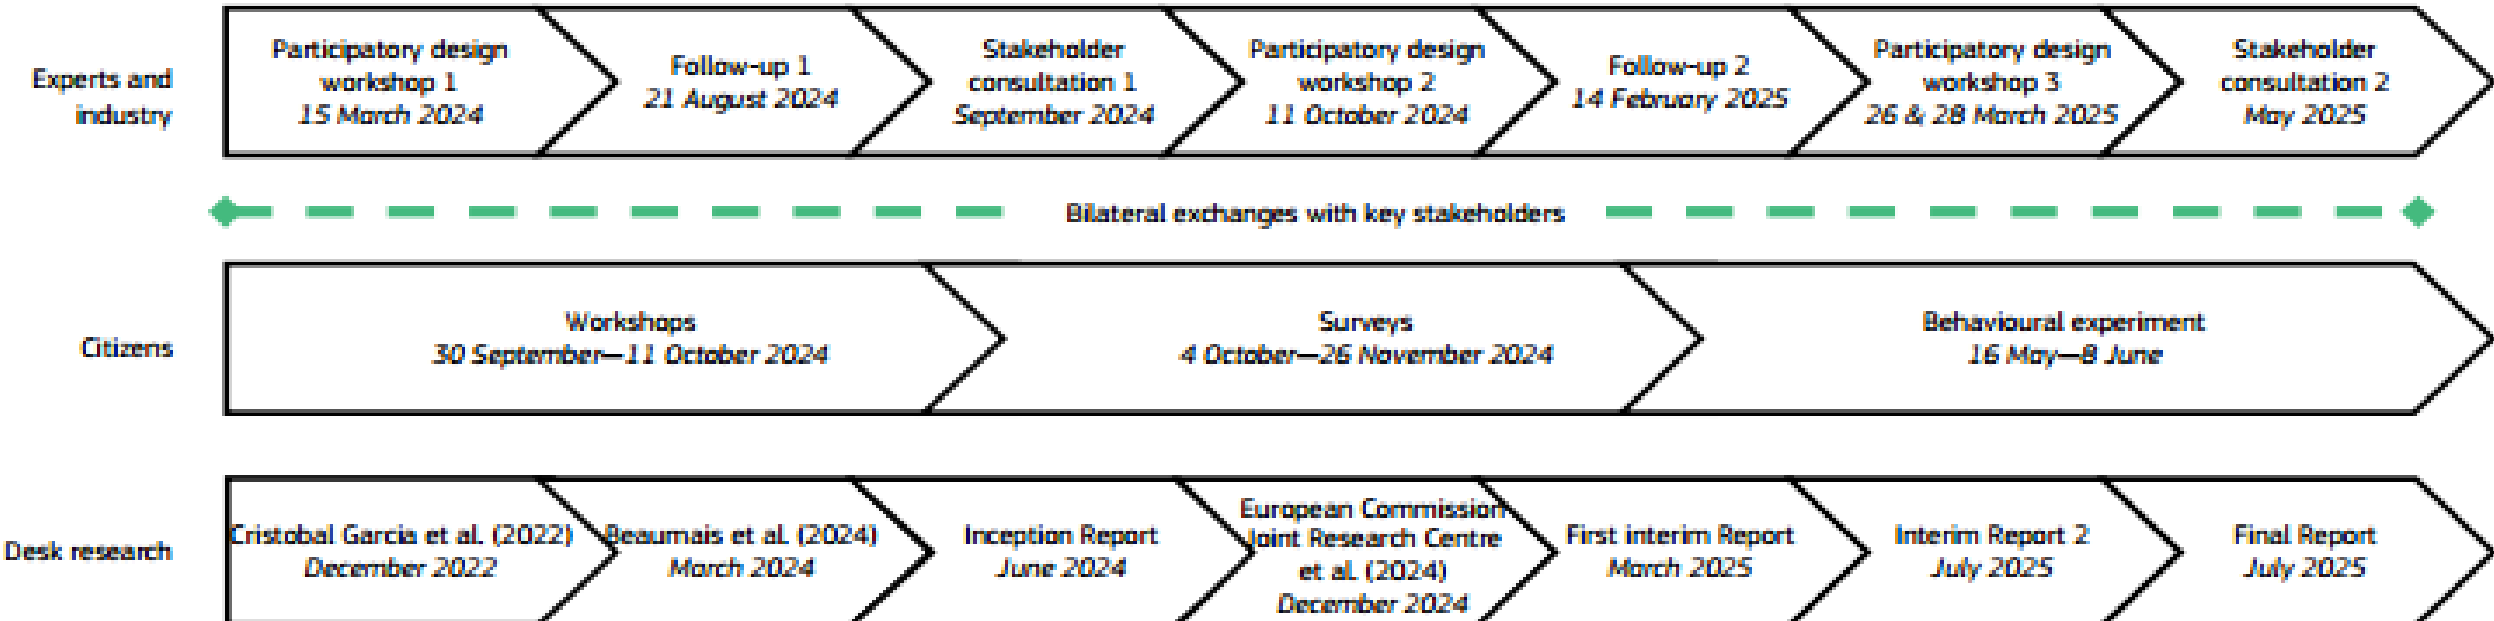 Experts and
industry
Participatory design
workshop 1
15 March 2024
Follow-up 1
21 August 2024
Stakeholder
consultation 1
September 2024
Participatory design
workshop 2
11 October 2024
Follow-up 2
14 February 2025
Participatory design
workshop 3
26 & 28 March 2025
Stakeholder
consultation 2
May 2025
Bilateral exchanges with key stakeholders
Citizens
Workshops
30 September—11 October 2024
Surveys
4 October—26 November 2024
Behavioural experiment
16 May—8 June
Desk research
Cristobal Garcia et al. (2022)
December 2022
Beaumais et al. (2024)
March 2024
Inception Report
June 2024
European Commission
Joint Research Centre
et al. (2024)
December 2024
First interim Report
March 2025
Interim Report 2
July 2025
Final Report
July 2025